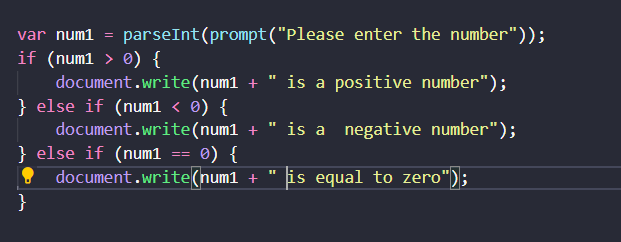 var num1 = parseInt(prompt("Please enter the number"));
if (num1 > 0) {
    document.write(num1 + " is a positive number");
} else if (num1 < 0) {
    document.write(num1 + " is a  negative number");
} else if (num1 == 0) {
    document.write(num1 + " is equal to zero");
}